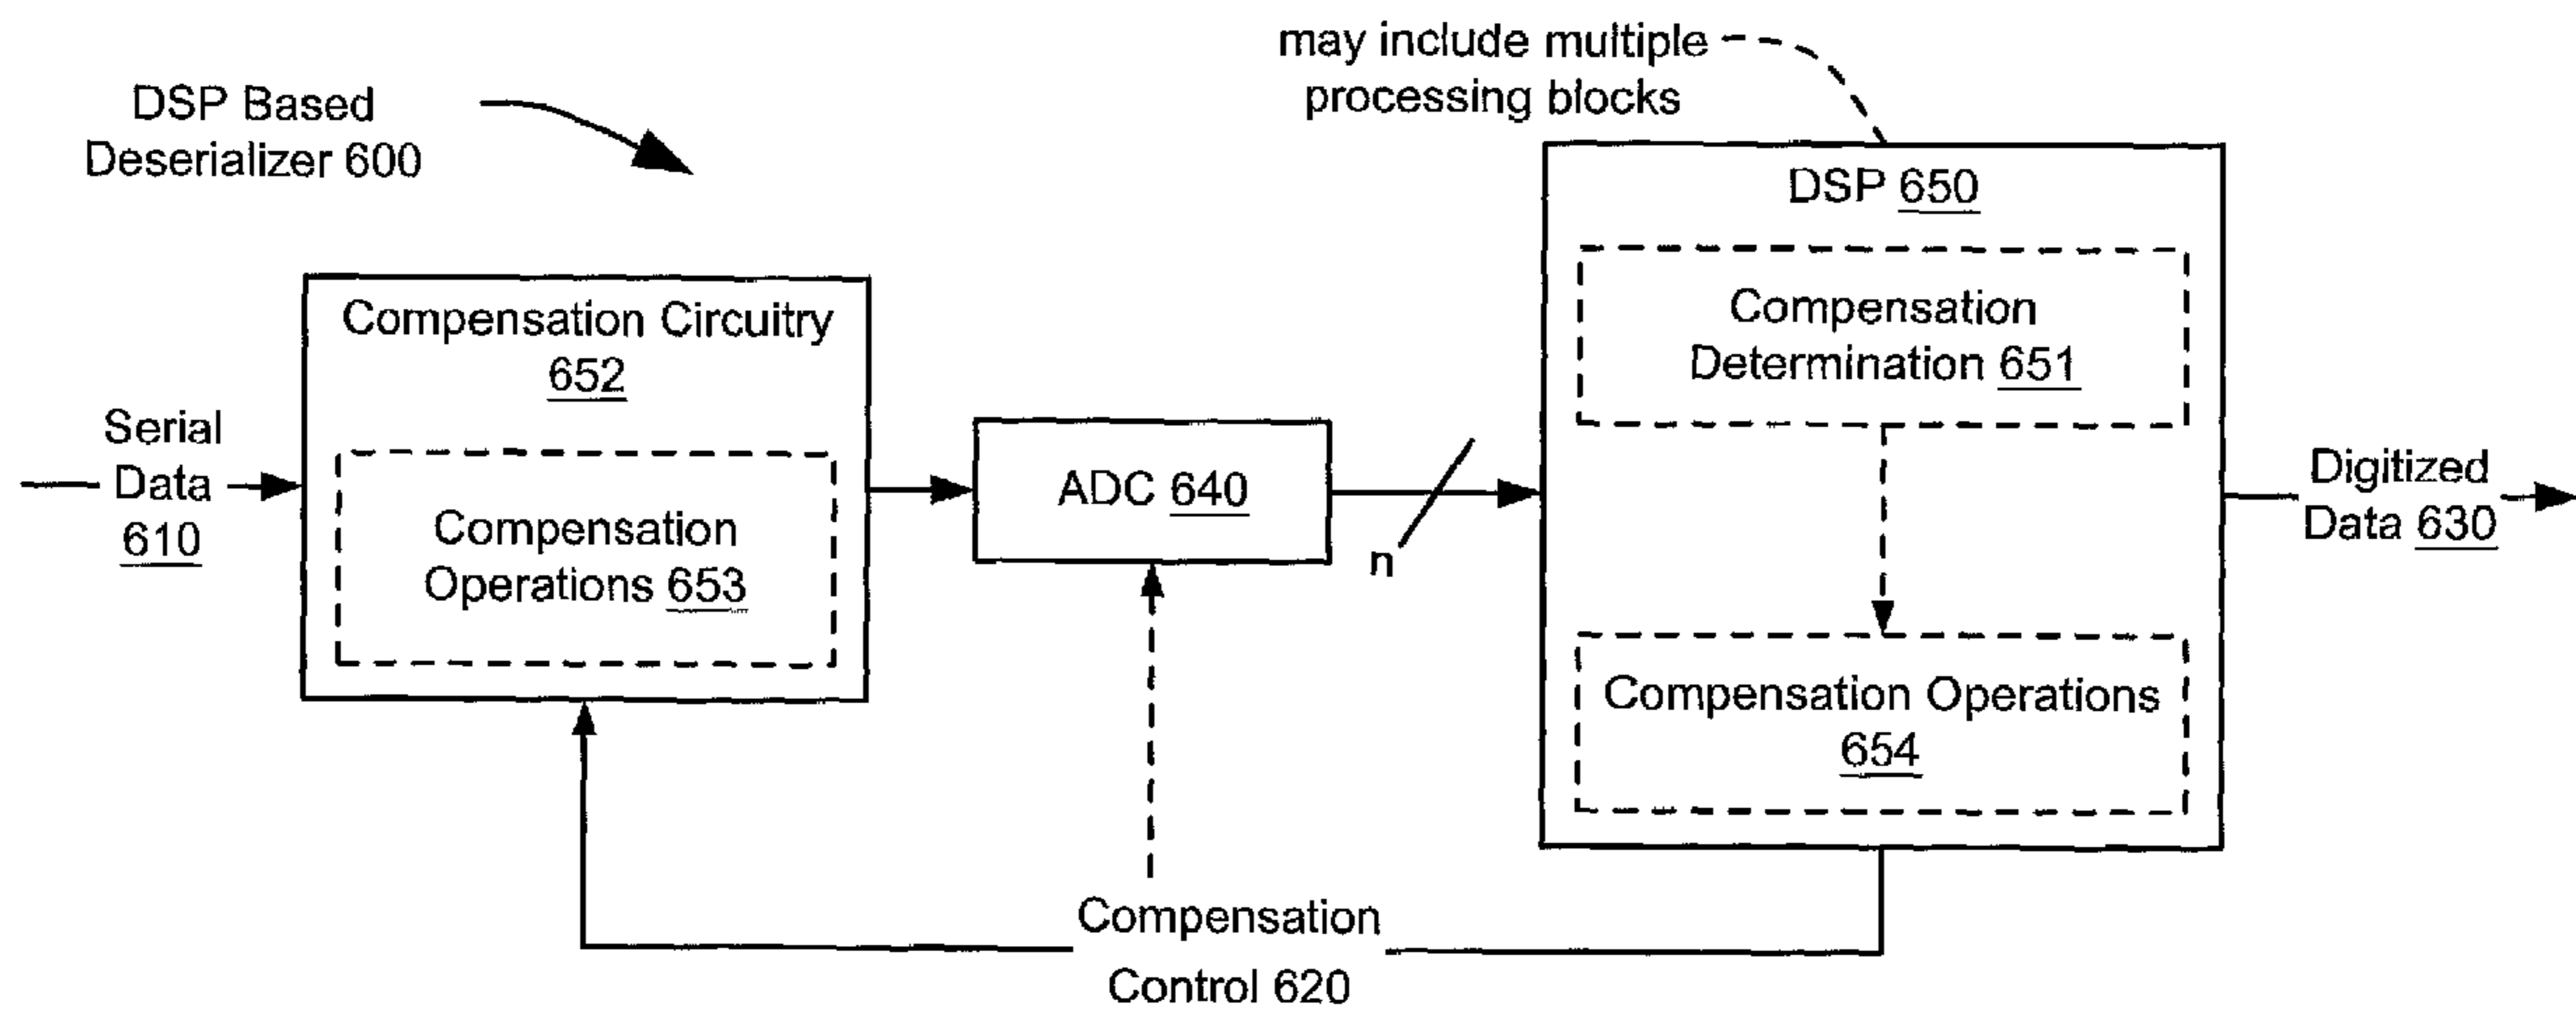 may include multiple
processing blocks
DSP Based
Deserializer 600
DSP 650
Compensation
Determination 651
Compensation Circuitry
652
Serial
Data
610
Compensation
Operations 653
ADC 640
n
Digitized
Data 630
Compensation Operations
654
Compensation
Control 620